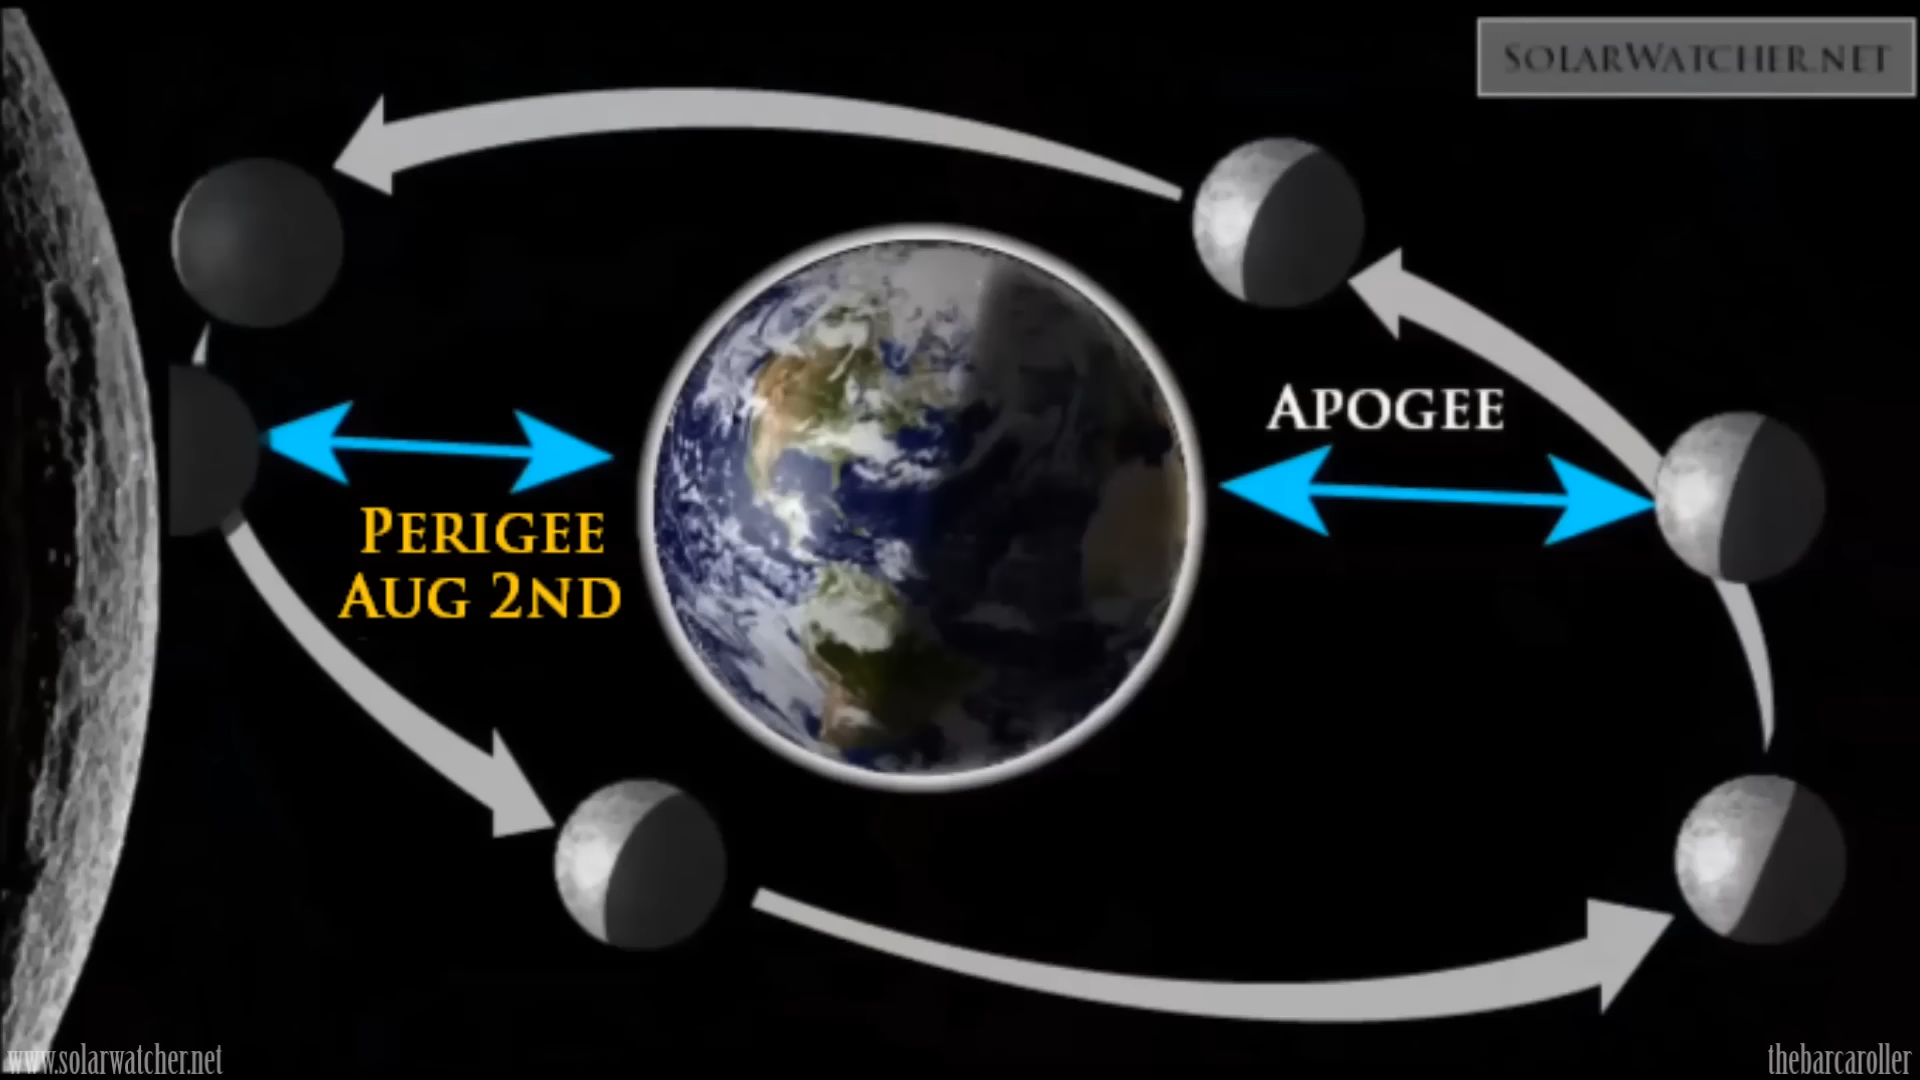 SOLARWATCHER.NET
APOGEE
PERIGEE
AUG 2ND
www.solarwatcher.net
thebarcaroller